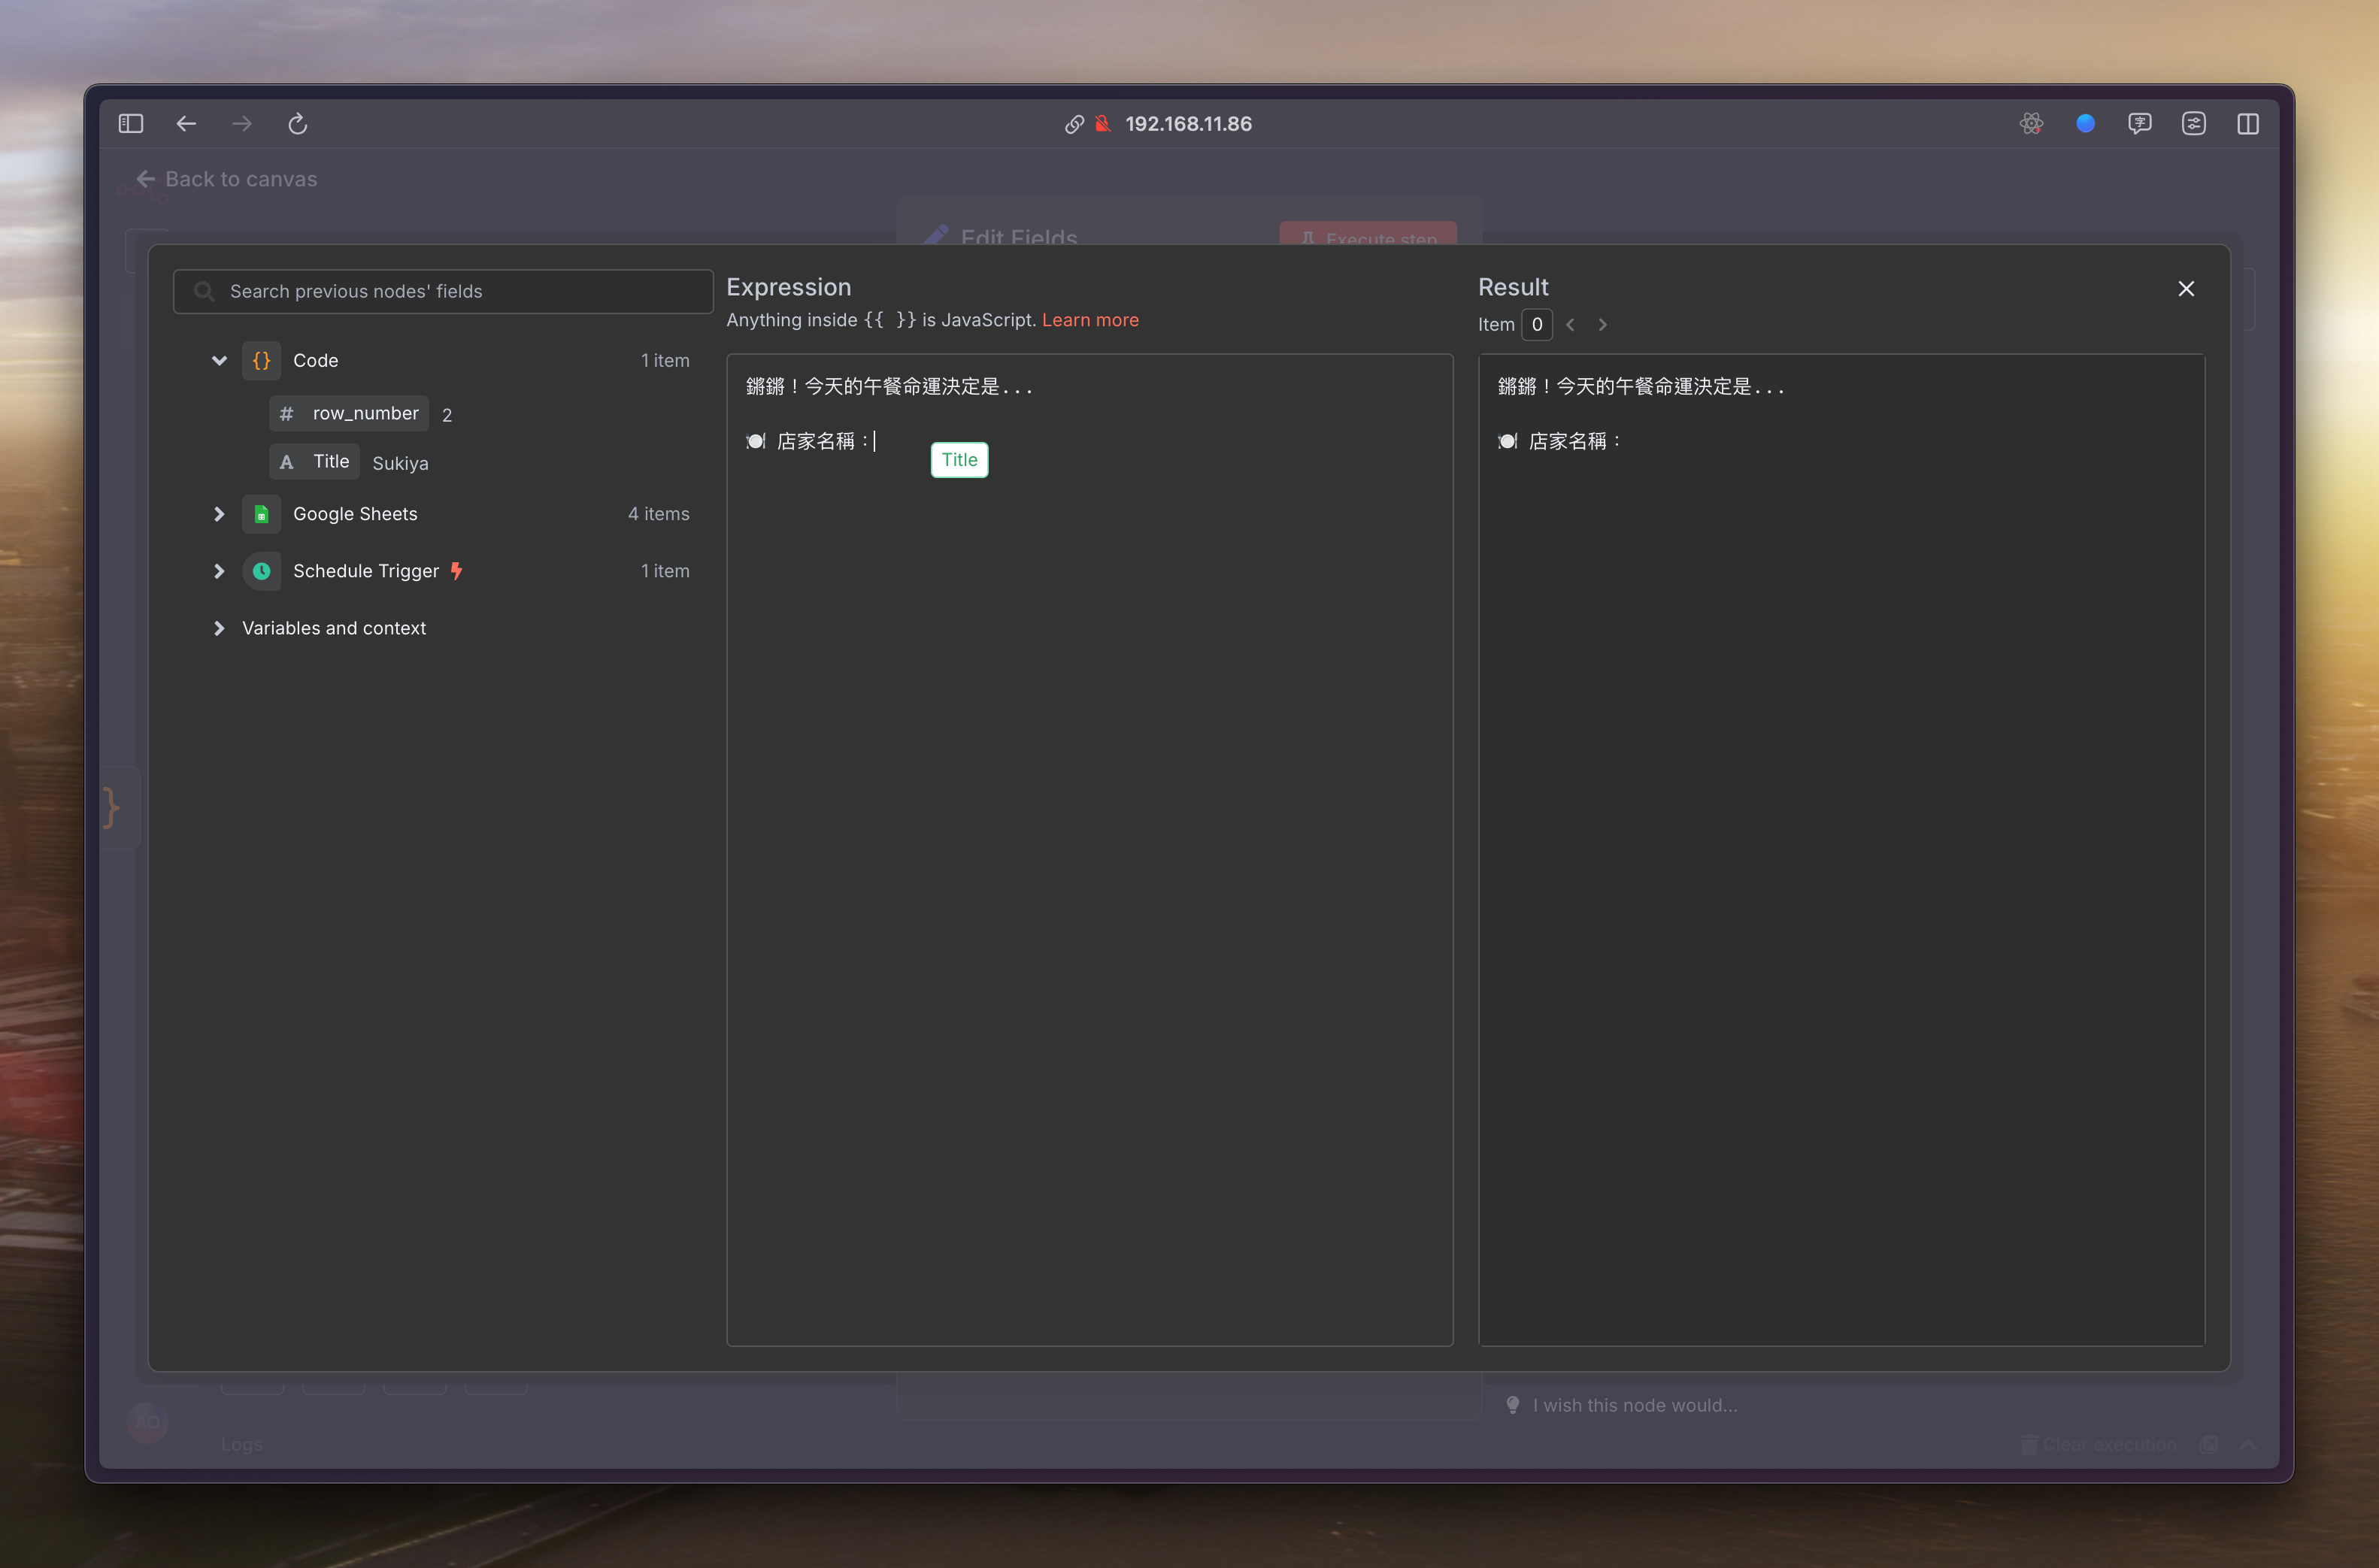 192.168.11.86
Back to canvas
Edit Fields
Execute step
Search previous nodes' fields
Code
1 item
row_number
2
Title
Sukiya
Google Sheets
4 items
Schedule Trigger
1 item
Variables and context
Expression
Anything inside {{ }} is JavaScript. Learn more
鏘鏘！今天的午餐命運決定是...
🍽️ 店家名稱：
Title
Result
Item 0
鏘鏘！今天的午餐命運決定是...
🍽️ 店家名稱：
I wish this node would...
AO
Logs
Clear execution